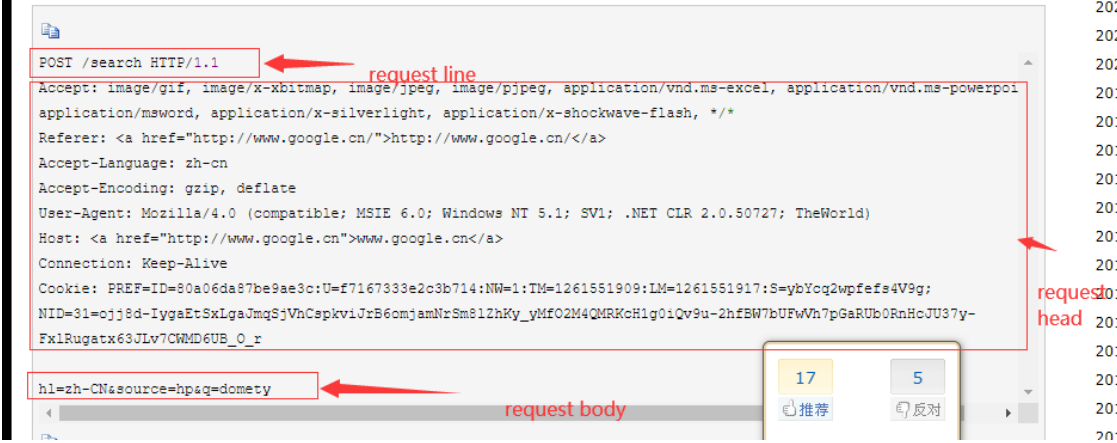 POST /search HTTP/1.1
request line
Accept: image/gif, image/x-xbitmap, image/jpeg, image/pjpeg, application/vnd.ms-excel, application/vnd.ms-powerpoi
application/msword, application/x-silverlight, application/x-shockwave-flash, */*
Referer: <a href="http://www.google.cn/">http://www.google.cn/</a>
Accept-Language: zh-cn
Accept-Encoding: gzip, deflate
User-Agent: Mozilla/4.0 (compatible; MSIE 6.0; Windows NT 5.1; SV1; .NET CLR 2.0.50727; TheWorld)
Host: <a href="http://www.google.cn">www.google.cn</a>
Connection: Keep-Alive
Cookie: PREF=ID=80a06da87be9ae3c:U=f7167333e2c3b714:NW=1:TM=1261551909:LM=1261551917:S=ybYcq2wpfefs4V9g;
NID=31=ojj8d-IygaEtSxLgaJmqSjVhCspkviJrB6omjamNrSm8lZhKy_yMfO2M4QMRKcH1g0iQv9u-2hfBW7bUFwVh7pGaRUb0RnHcJU37y-
FxlRugatx63JLv7CWMD6UB_O_r
request
head
hl=zh-CN&source=hp&q=domety
request body
17
推荐
5
反对